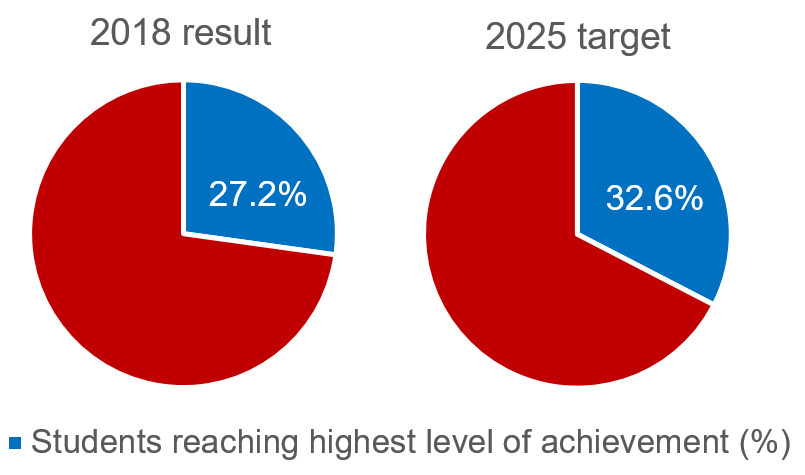 2018 result
2025 target
27.2%
32.6%
Students reaching highest level of achievement (%)